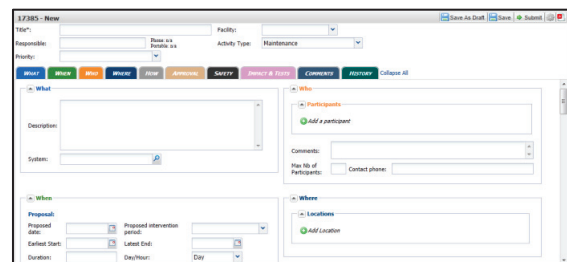 17385 - New Save As Draft Save Submit
Title*: Facility:
Responsible: Phone: n/a Portable: n/a Activity Type: Maintenance
Priority:
WHAT WHEN WHO WHERE HOW APPROVAL SAFETY IMPACT & TESTS COMMENTS HISTORY Collapse All
What
Description:
System:
Who
Participants
Add a participant
Comments:
Max Nb of Participants: Contact phone:
When
Proposal:
Proposed date: Proposed intervention period:
Earliest Start: Latest End:
Duration: Day/Hour: Day
Where
Locations
Add Location